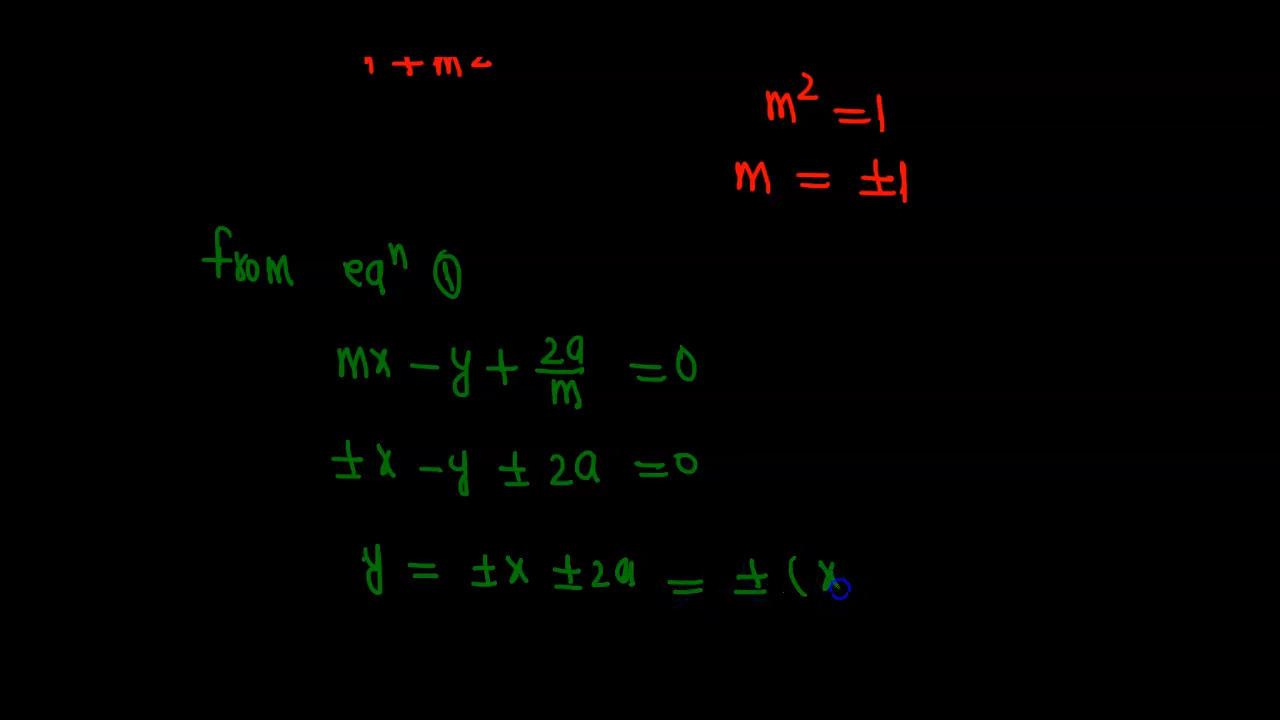 m² = 1
m = ±1
from eqⁿ ①
mx - y + 2a/m = 0
±x - y ± 2a = 0
y = ±x ± 2a = ± (x